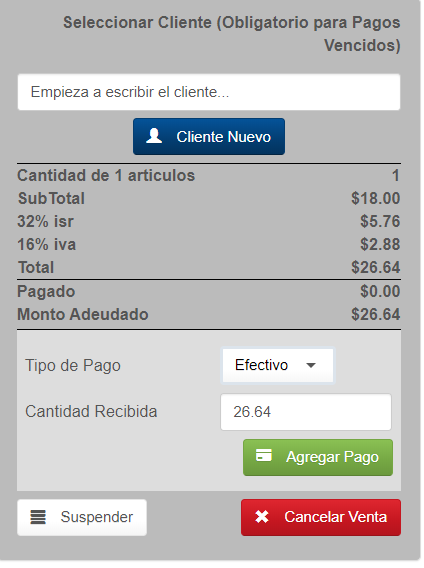 Seleccionar Cliente (Obligatorio para Pagos
Vencidos)
Empieza a escribir el cliente...
Cliente Nuevo
Cantidad de 1 articulos 1
SubTotal $18.00
32% isr $5.76
16% iva $2.88
Total $26.64
Pagado $0.00
Monto Adeudado $26.64
Tipo de Pago Efectivo
Cantidad Recibida 26.64
Agregar Pago
Suspender Cancelar Venta